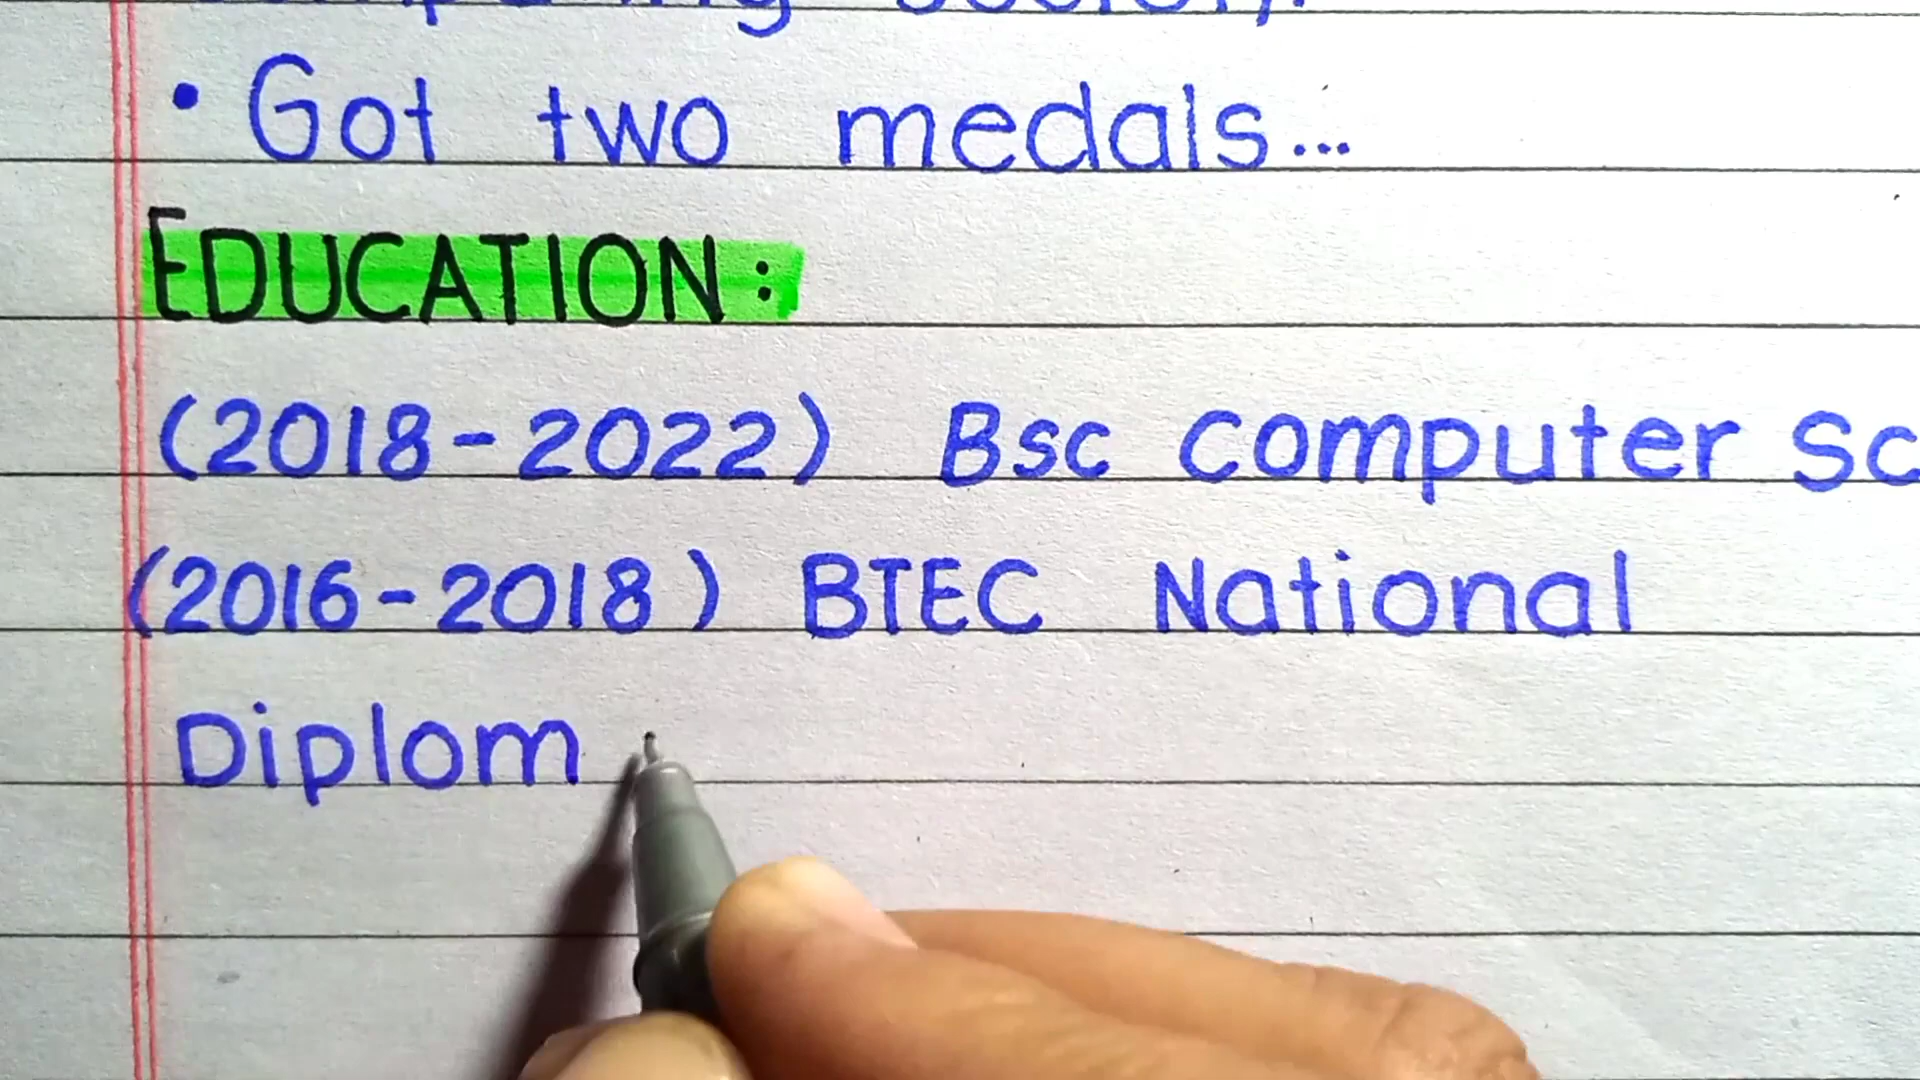 • Got two medals...
EDUCATION:
(2018-2022) Bsc Computer Sc
(2016-2018) BTEC National
Diplom